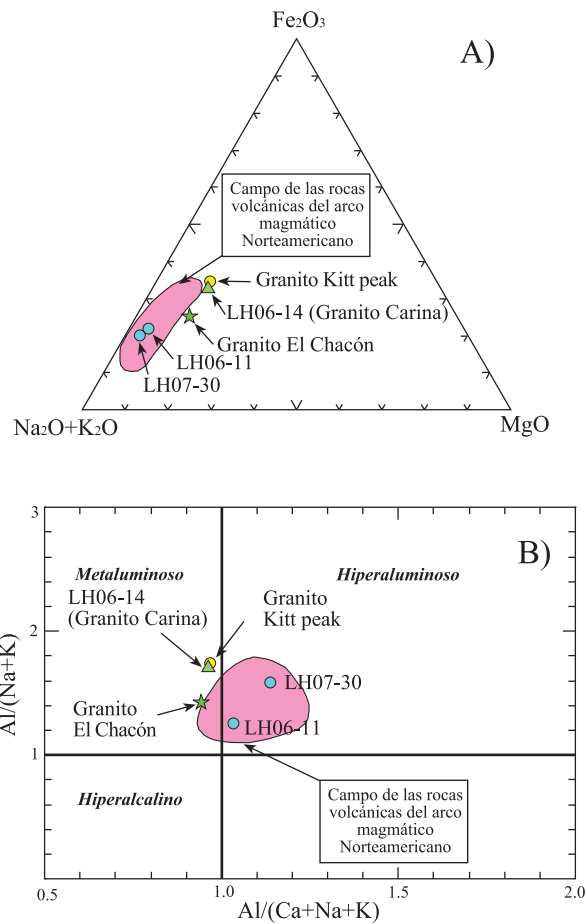 Fe₂O₃
A)
Campo de las rocas
volcánicas del arco
magmático
Norteamericano
Granito Kitt peak
LH06-14 (Granito Carina)
Granito El Chacón
LH06-11
LH07-30
Na₂O+K₂O
MgO
3
B)
Metaluminoso
Hiperaluminoso
LH06-14
(Granito Carina)
Granito
Kitt peak
2
LH07-30
Granito
El Chacón
LH06-11
Al/(Na+K)
1
Hiperalcalino
Campo de las rocas
volcánicas del arco
magmático
Norteamericano
0.5
1.0
1.5
2.0
Al/(Ca+Na+K)